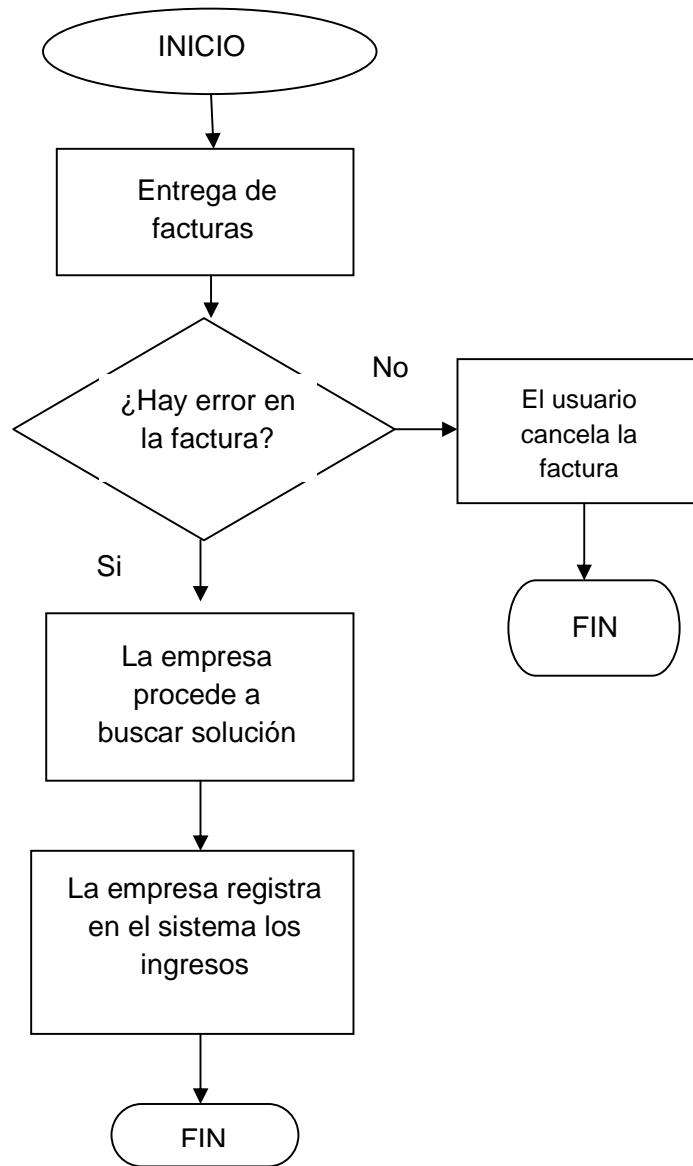 INICIO
Entrega de
facturas
¿Hay error en
la factura?
No
El usuario
cancela la
factura
FIN
Si
La empresa
procede a
buscar solución
La empresa registra
en el sistema los
ingresos
FIN